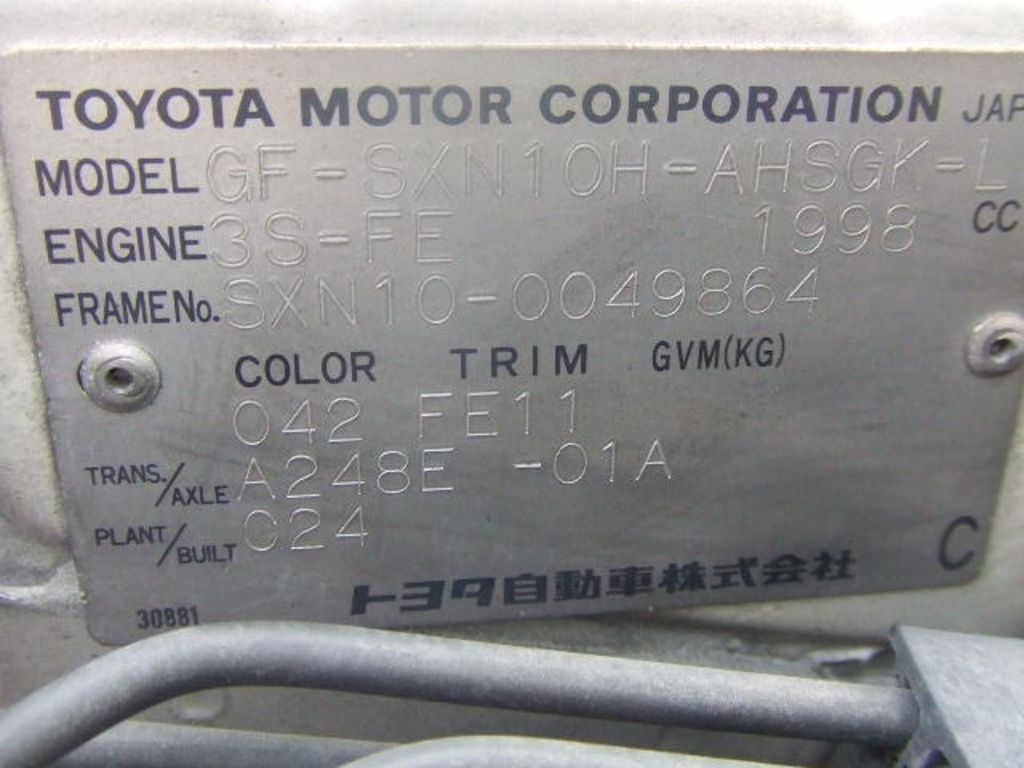 TOYOTA MOTOR CORPORATION JAP
MODEL GF-SXN10H-AHSGK-L
ENGINE 3S-FE 1998 CC
FRAME No. SXN10-0049864
COLOR TRIM GVM(KG)
042 FE11
TRANS./AXLE A248E -01A
PLANT/BUILT C24
C
トヨタ自動車株式会社
30881